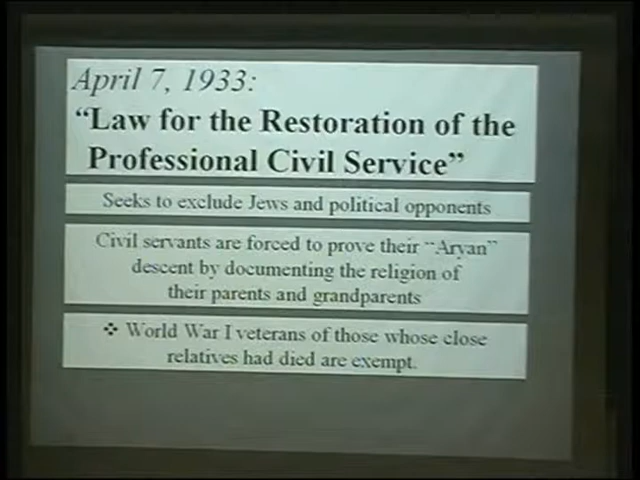 April 7, 1933:
“Law for the Restoration of the
Professional Civil Service”
Seeks to exclude Jews and political opponents
Civil servants are forced to prove their “Aryan”
descent by documenting the religion of
their parents and grandparents
❖ World War I veterans of those whose close
relatives had died are exempt.